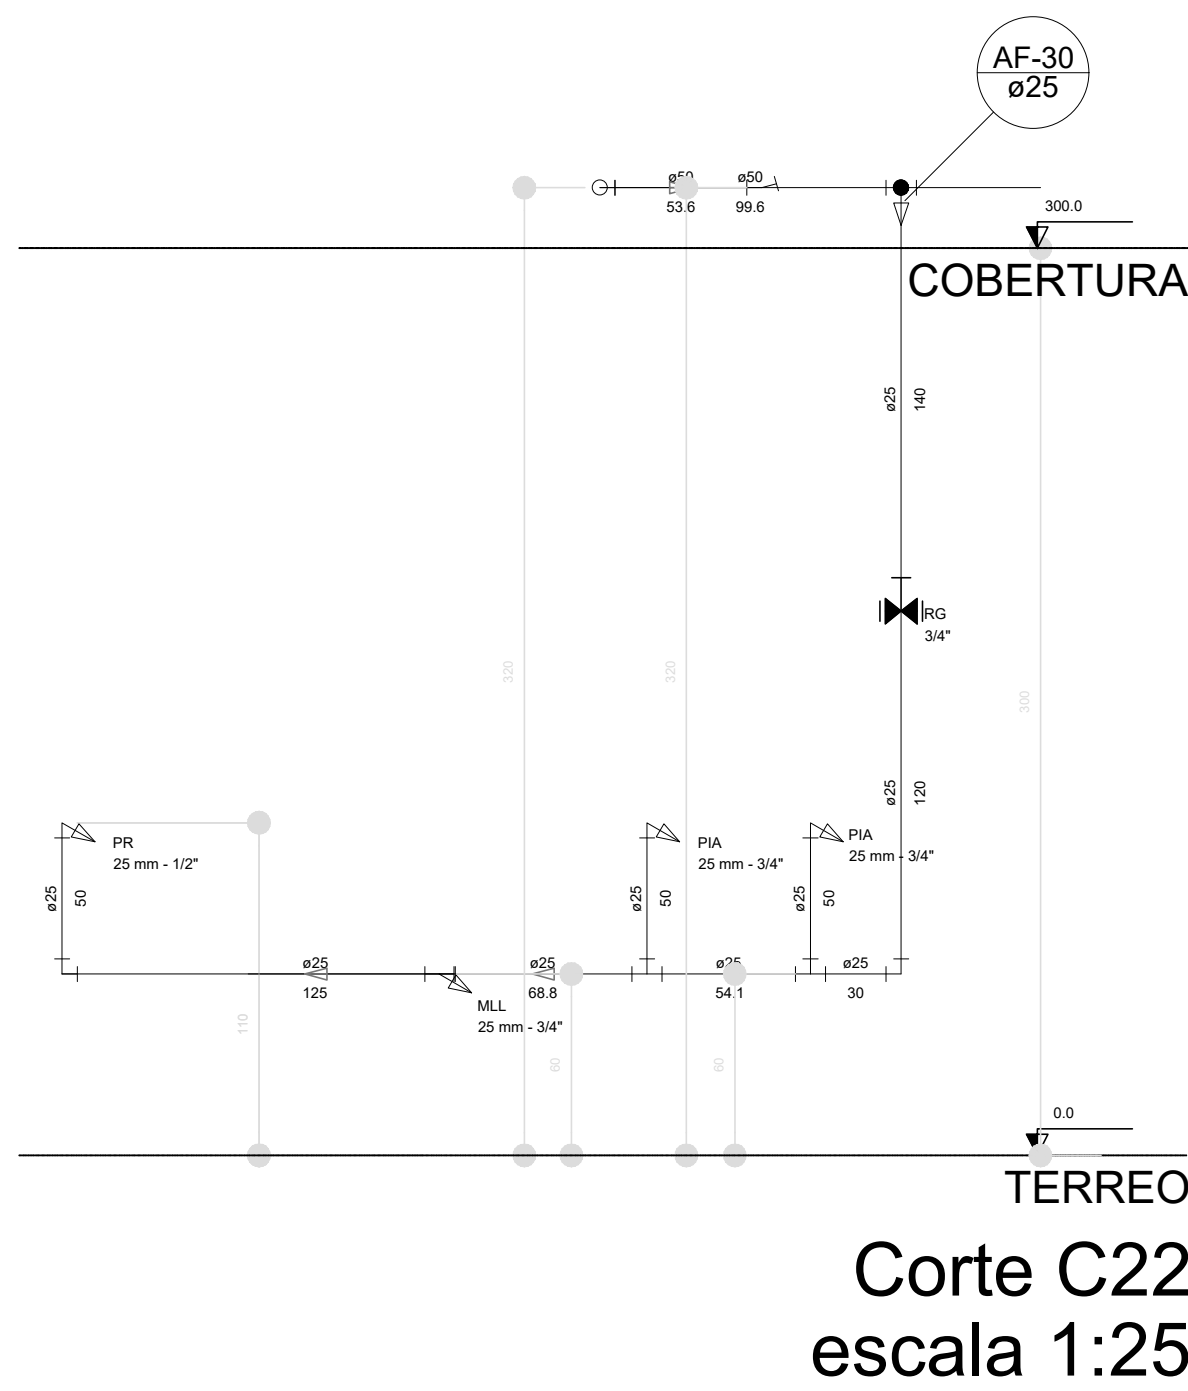 AF-30
ø25
ø50
ø50
53.6
99.6
300.0
COBERTURA
ø25
140
RG
3/4"
320
320
300
ø25
120
PR
25 mm - 1/2"
PIA
25 mm - 3/4"
PIA
25 mm - 3/4"
ø25
50
ø25
50
ø25
50
ø25
ø25
ø25
ø25
125
68.8
54.1
30
MLL
25 mm - 3/4"
110
60
60
0.0
TERREO
Corte C22
escala 1:25